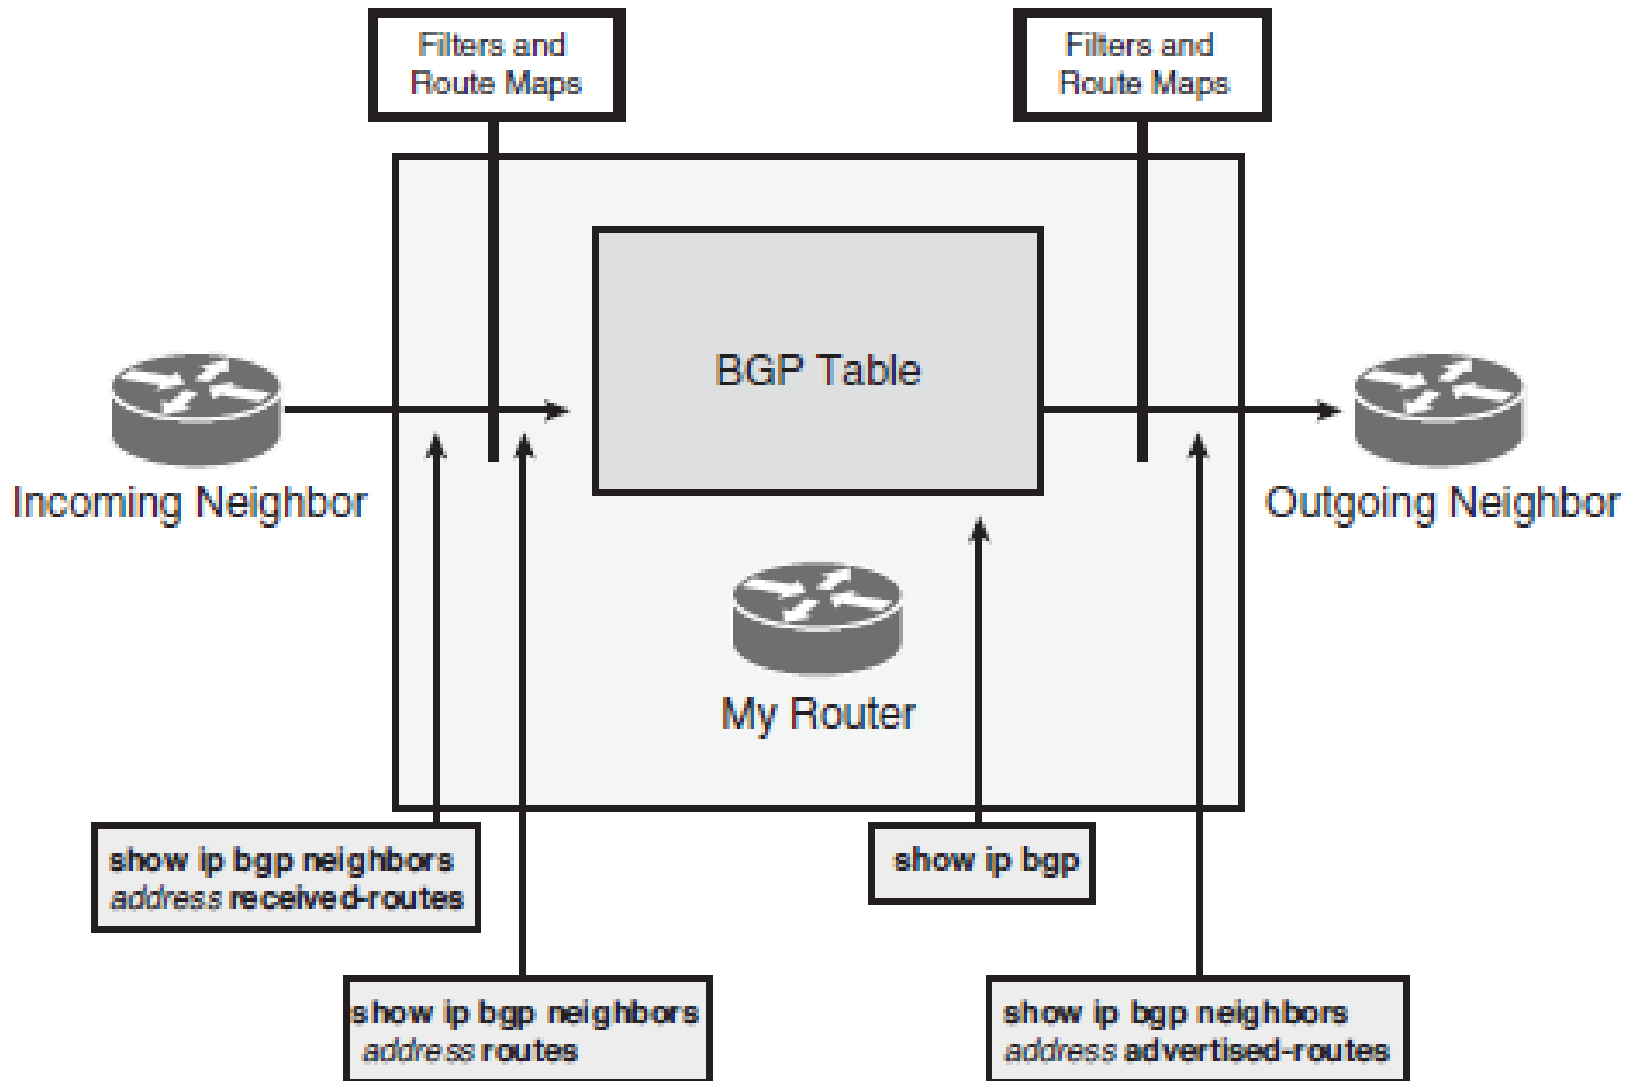 Filters and
Route Maps
Filters and
Route Maps
BGP Table
Incoming Neighbor
Outgoing Neighbor
My Router
show ip bgp neighbors
address received-routes
show ip bgp
show ip bgp neighbors
address routes
show ip bgp neighbors
address advertised-routes